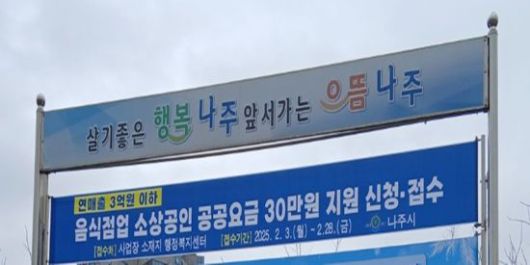 살기좋은 행복 나주 앞서가는 으뜸 나주
연매출 3억원 이하
음식점업 소상공인 공공요금 30만원 지원 신청·접수
[접수처] 사업장 소재지 행정복지센터 [접수기간] 2025. 2. 3.(월) ~ 2.28.(금) 나주시